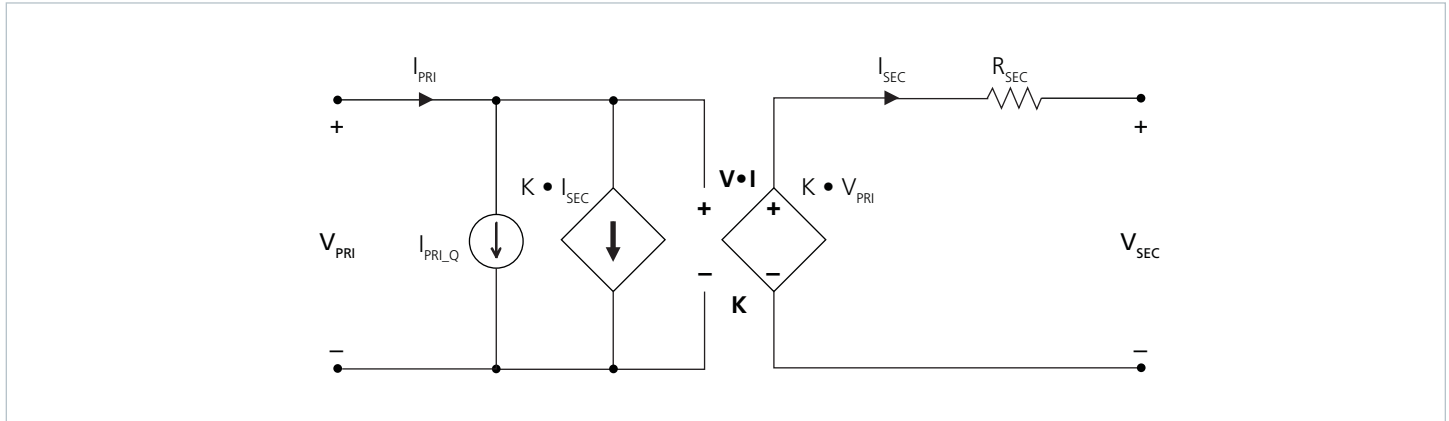 I_PRI
I_SEC
R_SEC
+
+
K • I_SEC
V•I
K • V_PRI
+
+
V_PRI
I_PRI_Q
V_SEC
–
–
K
–
–